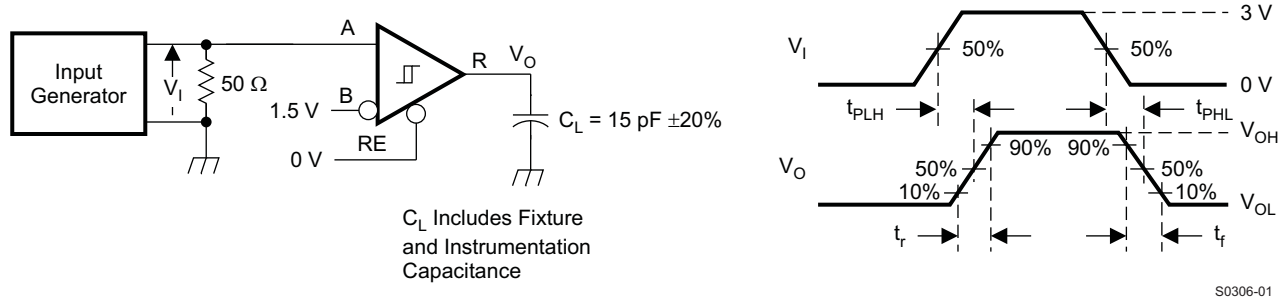 Input
Generator
V_I
50 Ω
A
1.5 V
B
0 V
RE
R
V_O
C_L = 15 pF ±20%
C_L Includes Fixture
and Instrumentation
Capacitance
3 V
V_I
50%
50%
0 V
t_PLH
t_PHL
V_OH
90%
90%
V_O
50%
50%
10%
10%
V_OL
t_r
t_f
S0306-01